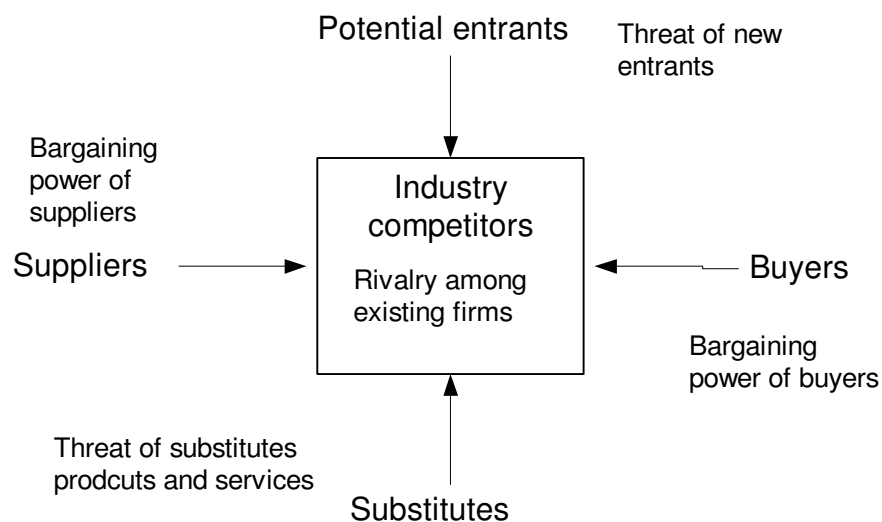 Potential entrants
Threat of new
entrants
Bargaining
power of
suppliers
Suppliers
Industry
competitors
Rivalry among
existing firms
Buyers
Bargaining
power of buyers
Threat of substitutes
prodcuts and services
Substitutes